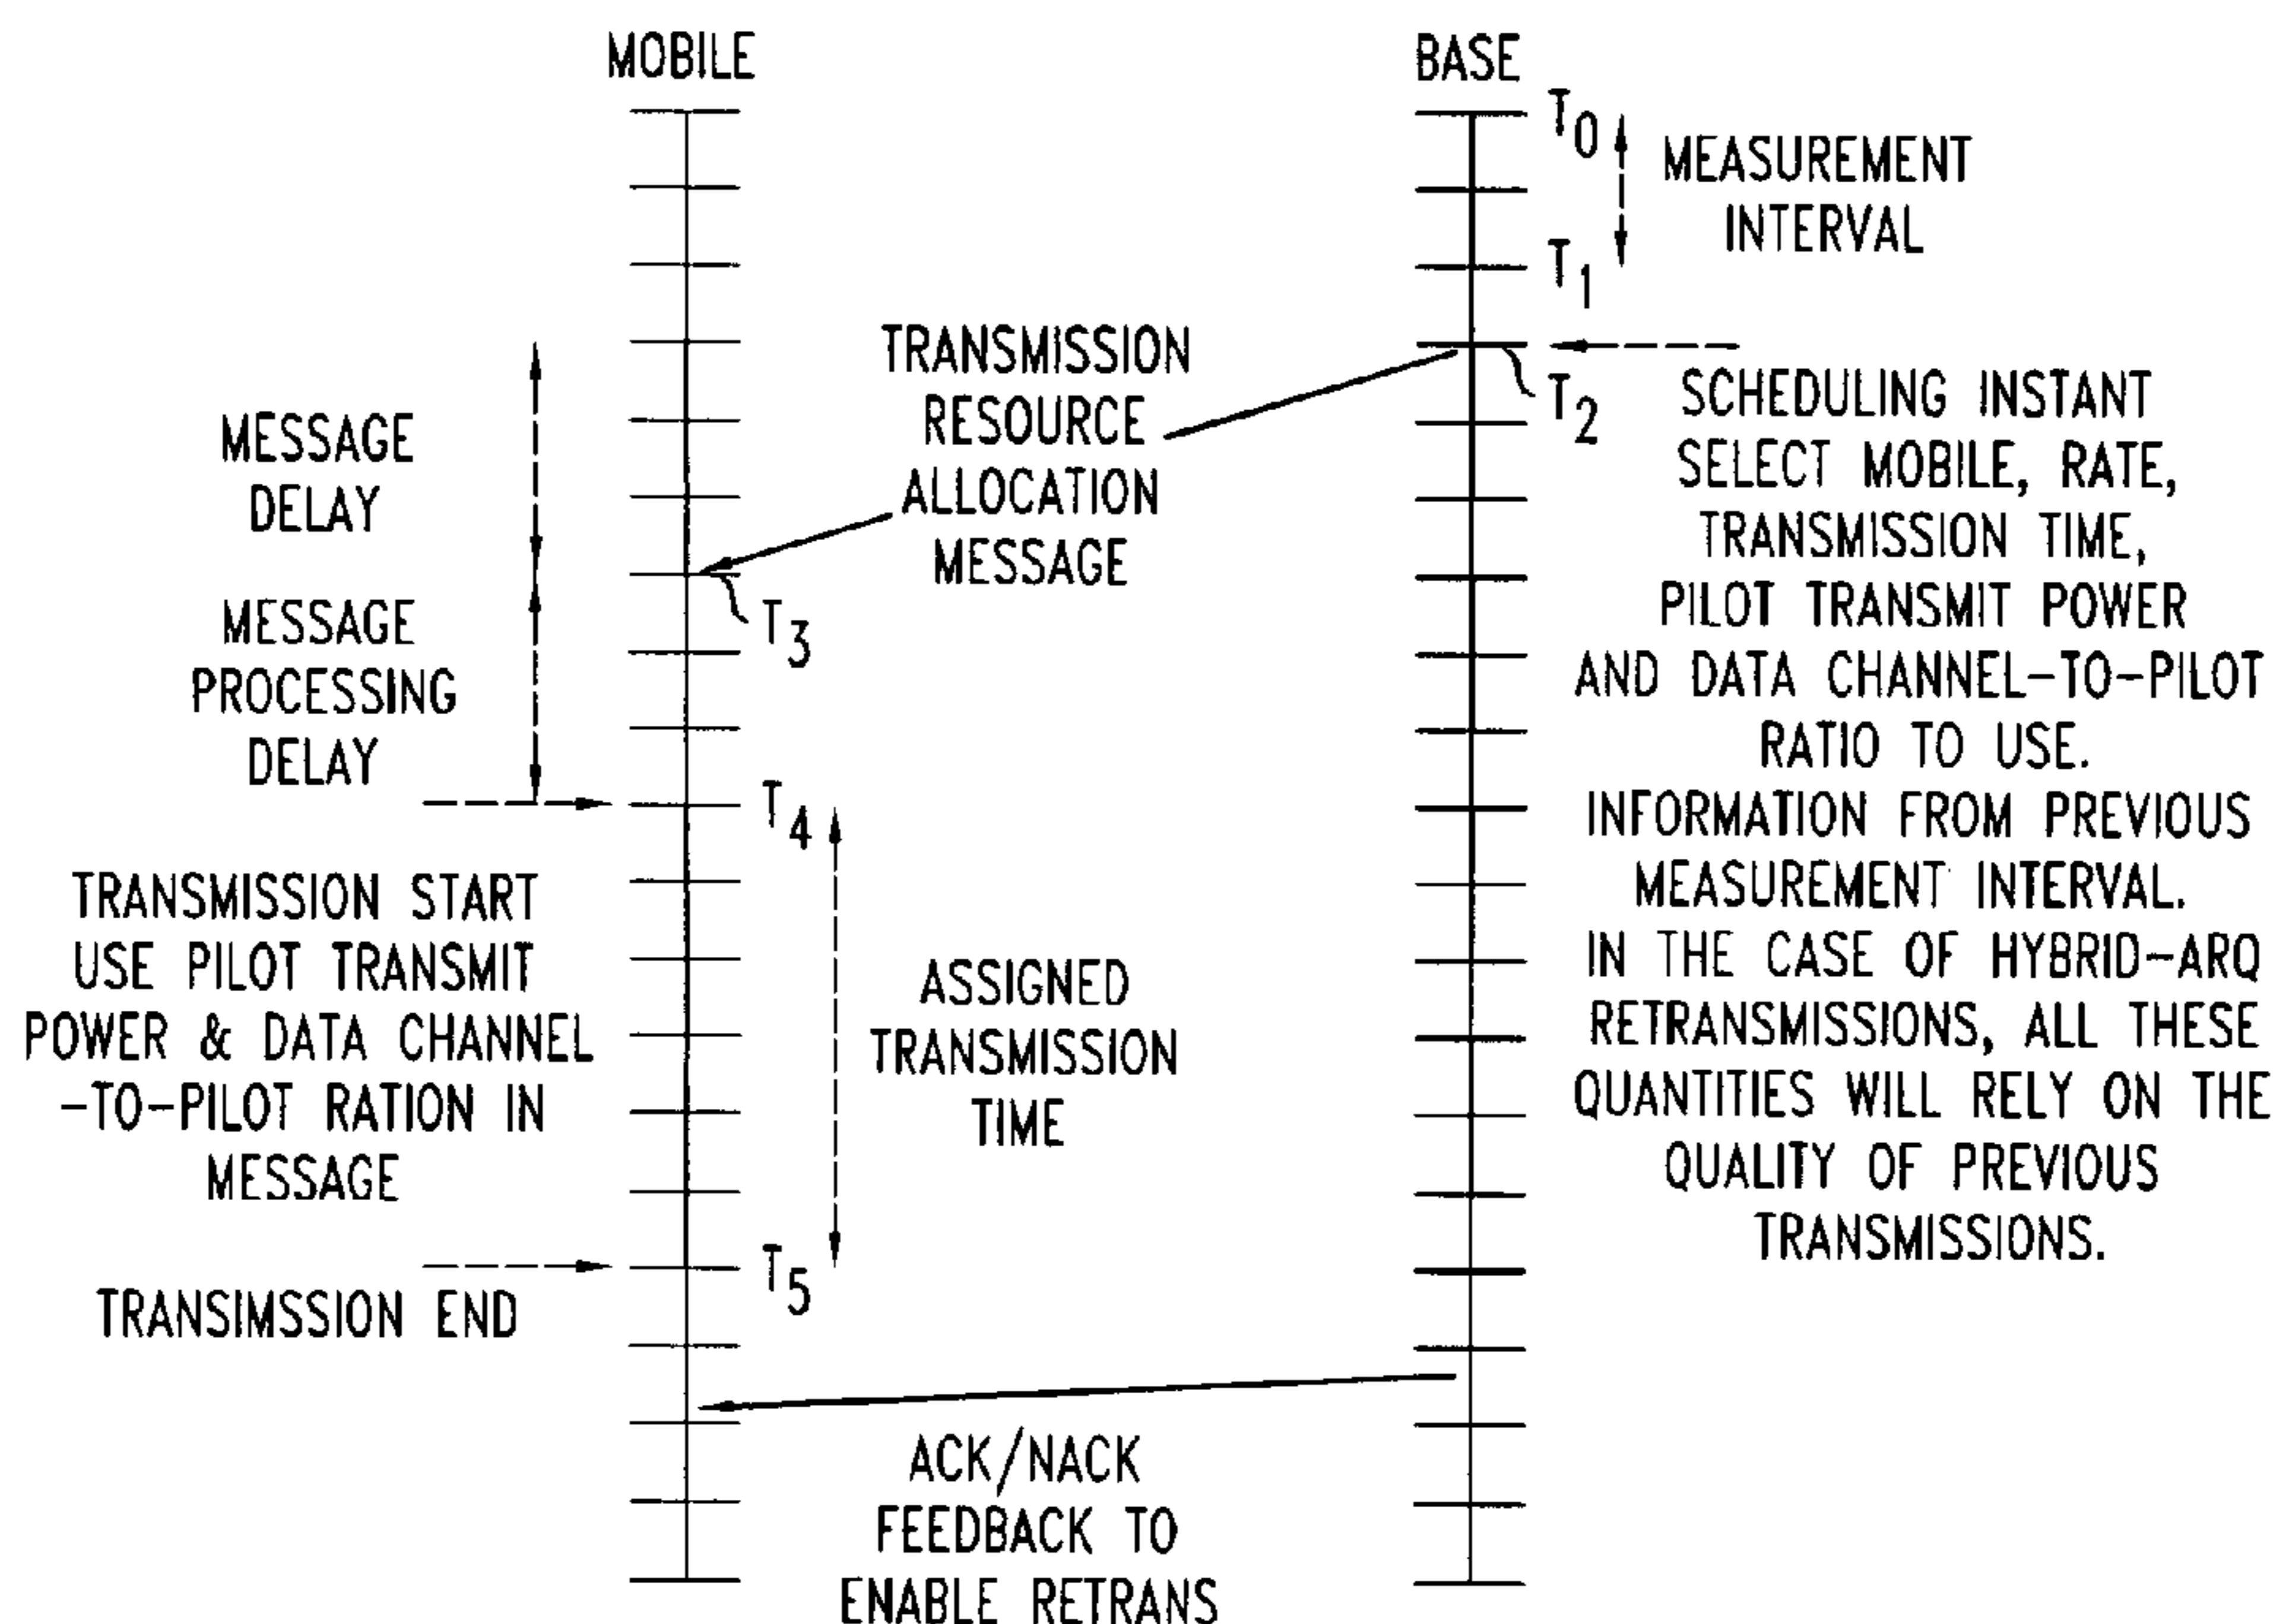 MOBILE
BASE
T0
MEASUREMENT
INTERVAL
T1
TRANSMISSION
RESOURCE
ALLOCATION
MESSAGE
T2
SCHEDULING INSTANT
SELECT MOBILE, RATE,
TRANSMISSION TIME,
PILOT TRANSMIT POWER
AND DATA CHANNEL-TO-PILOT
RATIO TO USE.
INFORMATION FROM PREVIOUS
MEASUREMENT INTERVAL.
IN THE CASE OF HYBRID-ARQ
RETRANSMISSIONS, ALL THESE
QUANTITIES WILL RELY ON THE
QUALITY OF PREVIOUS
TRANSMISSIONS.
MESSAGE
DELAY
T3
MESSAGE
PROCESSING
DELAY
T4
TRANSMISSION START
USE PILOT TRANSMIT
POWER & DATA CHANNEL
-TO-PILOT RATION IN
MESSAGE
ASSIGNED
TRANSMISSION
TIME
T5
TRANSIMSSION END
ACK/NACK
FEEDBACK TO
ENABLE RETRANS